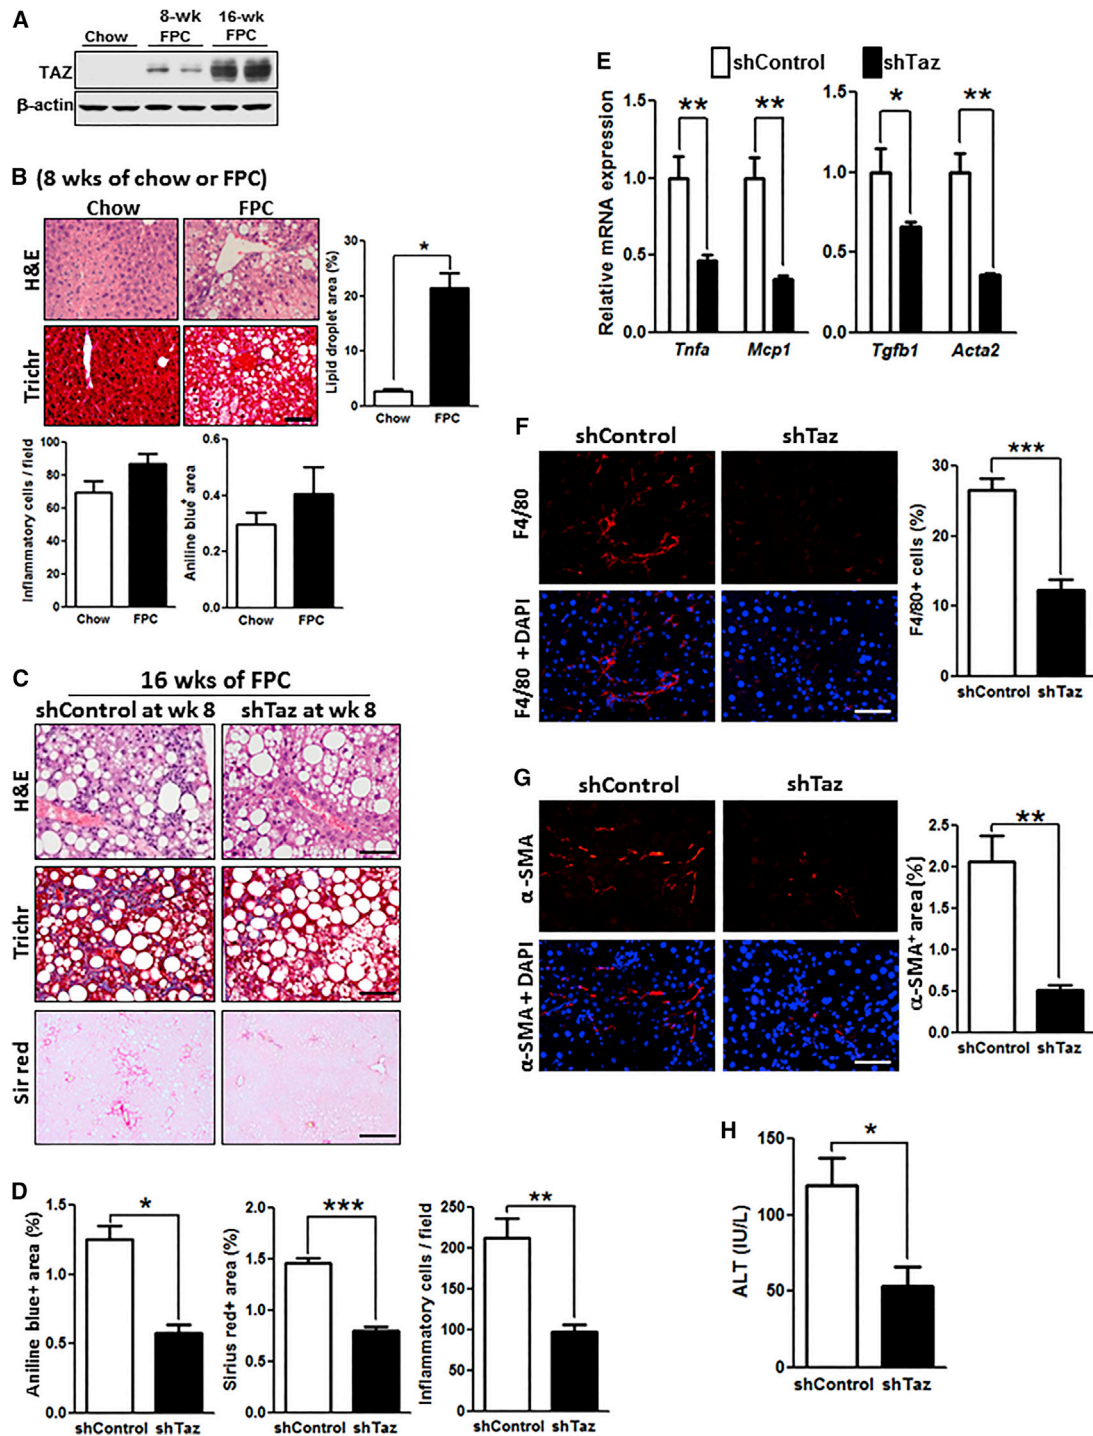 A
Chow
8-wk
FPC
16-wk
FPC
TAZ
β-actin
B (8 wks of chow or FPC)
Chow FPC
H&E
Trichr
Lipid droplet area (%)
30
20
10
0
*
Chow FPC
Inflammatory cells / field
100
80
60
40
20
0
Chow FPC
Aniline blue+ area
0.6
0.4
0.2
0.0
Chow FPC
C
16 wks of FPC
shControl at wk 8 shTaz at wk 8
H&E
Trichr
Sir red
D
Aniline blue+ area (%)
1.5
1.0
0.5
0.0
*
shControl shTaz
Sirius red+ area (%)
2.0
1.5
1.0
0.5
0.0
***
shControl shTaz
Inflammatory cells / field
250
200
150
100
50
0
**
shControl shTaz
E
shControl shTaz
Relative mRNA expression
1.5
1.0
0.5
0.0
** **
Tnfa Mcp1
1.5
1.0
0.5
0.0
* **
Tgfb1 Acta2
F
shControl shTaz
F4/80
F4/80 +DAPI
F4/80+ cells (%)
30
20
10
0
***
shControl shTaz
G
shControl shTaz
α-SMA
α-SMA+ DAPI
α-SMA+ area (%)
2.5
2.0
1.5
1.0
0.5
0.0
**
shControl shTaz
H
ALT (IU/L)
150
100
50
0
*
shControl shTaz